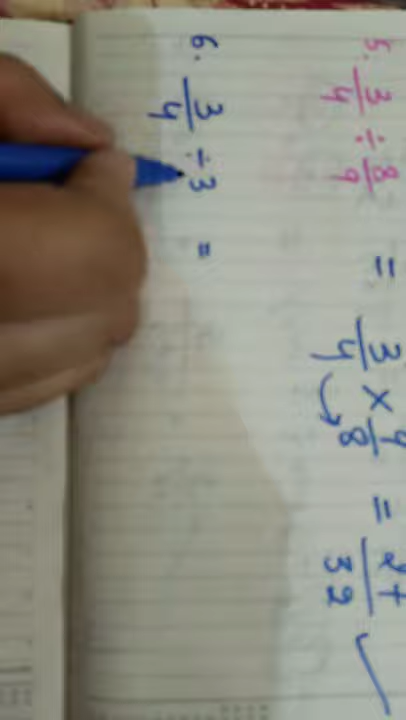 5. 3/4 ÷ 8/9 = 3/4 × 9/8 = 27/32 ✓
6. 3/4 ÷ 3 =